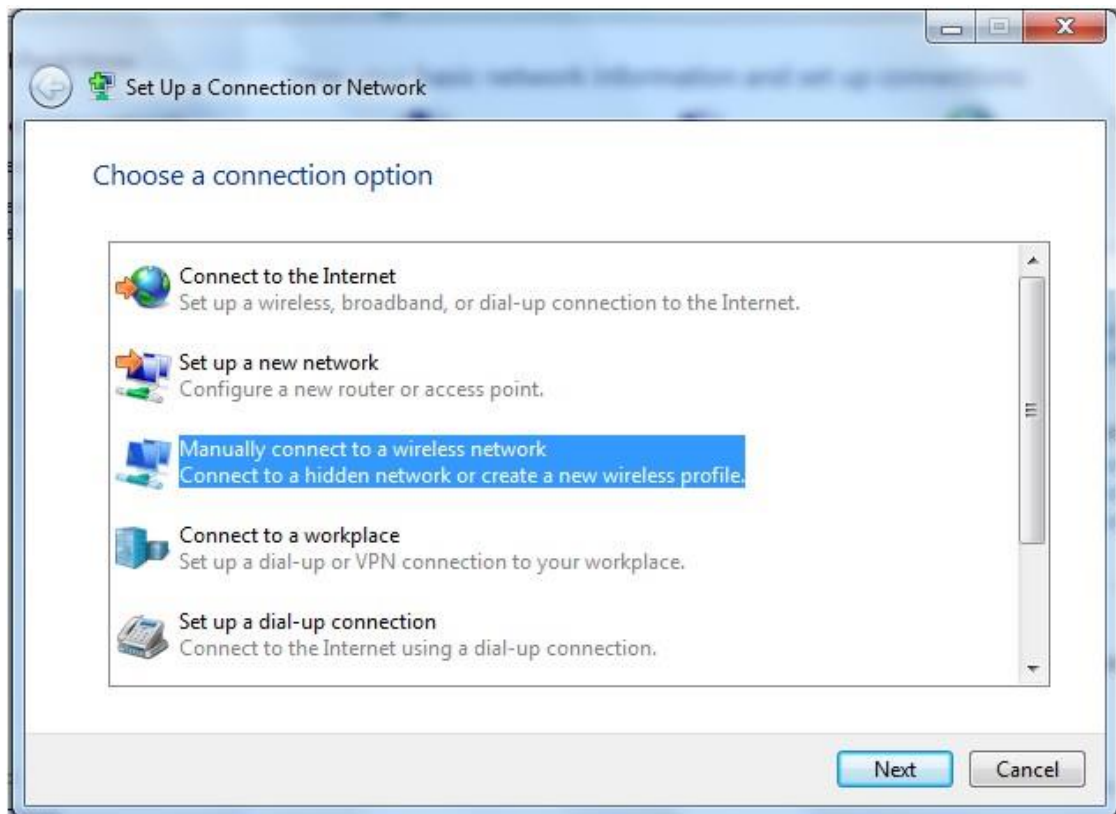 Set Up a Connection or Network
Choose a connection option
Connect to the Internet
Set up a wireless, broadband, or dial-up connection to the Internet.
Set up a new network
Configure a new router or access point.
Manually connect to a wireless network
Connect to a hidden network or create a new wireless profile.
Connect to a workplace
Set up a dial-up or VPN connection to your workplace.
Set up a dial-up connection
Connect to the Internet using a dial-up connection.
Next
Cancel